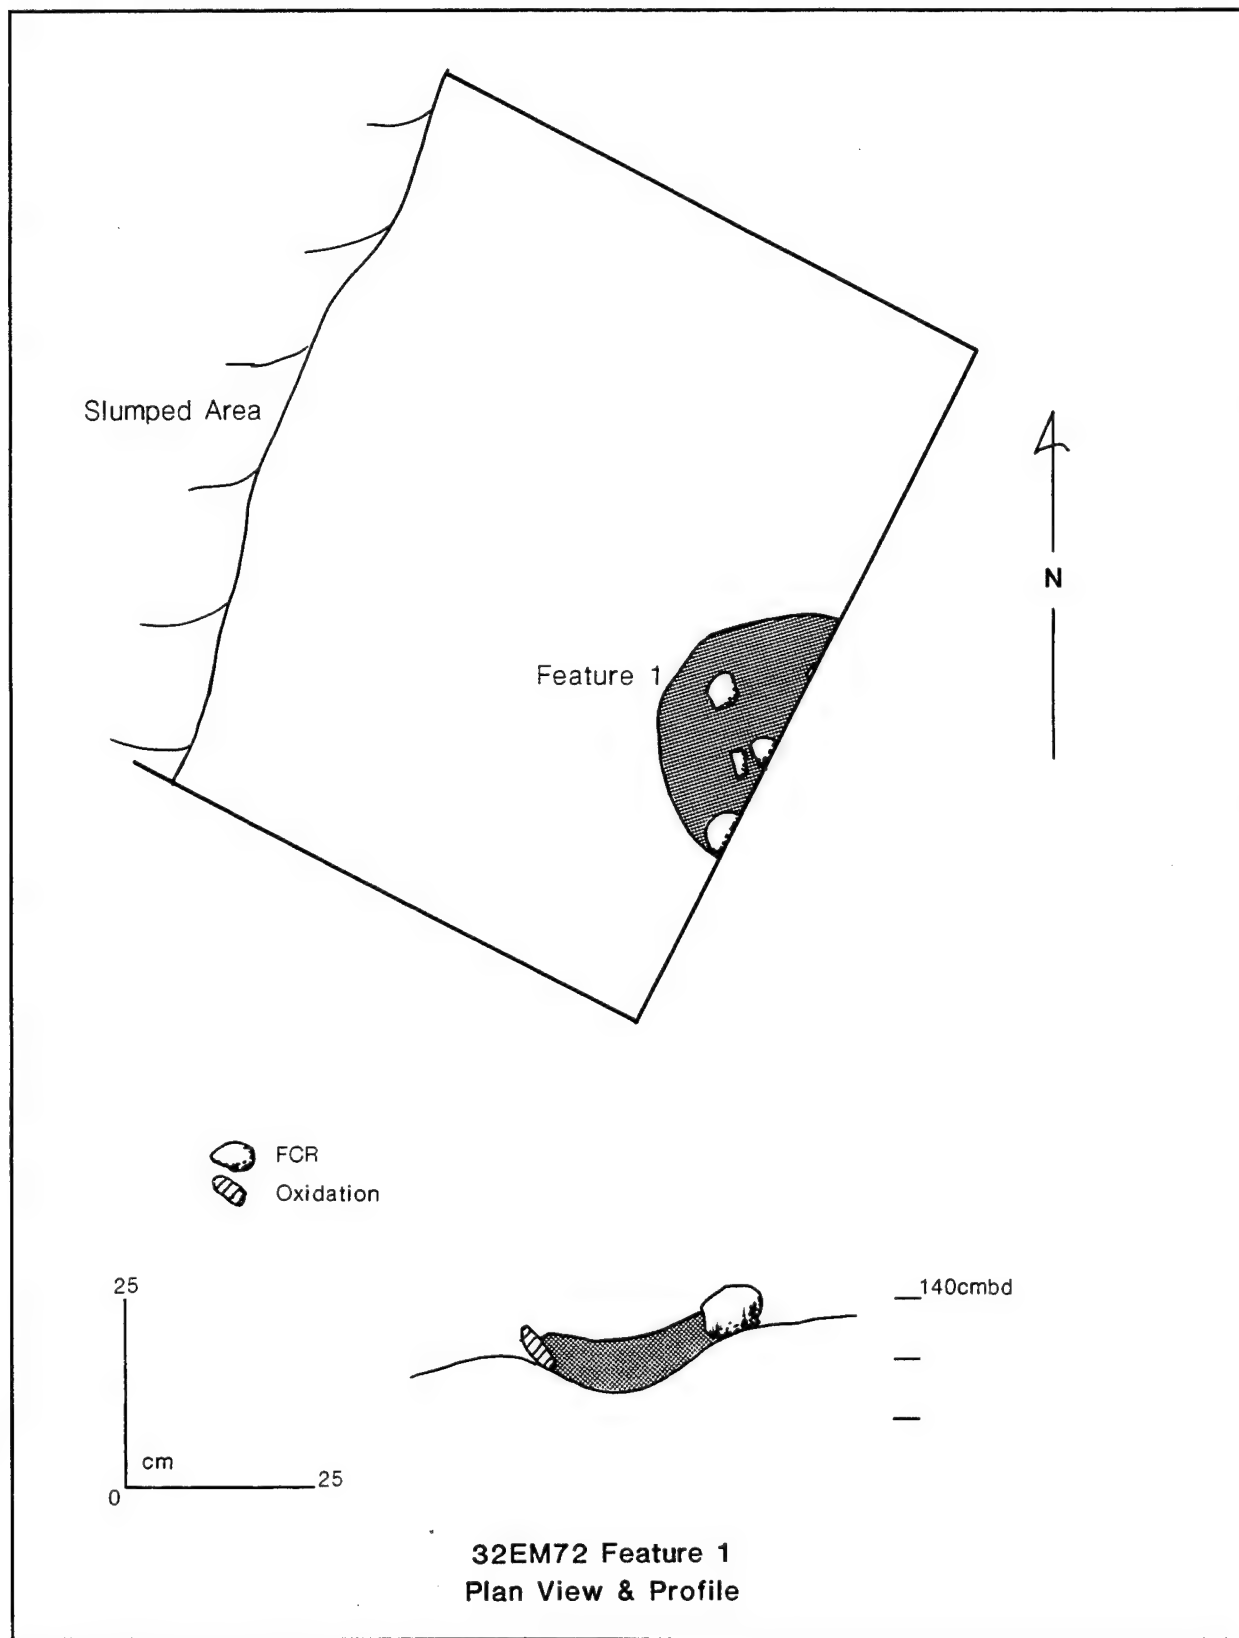 Slumped Area
N
Feature 1
FCR
Oxidation
25
140cmbd
cm
25
0
32EM72 Feature 1
Plan View & Profile